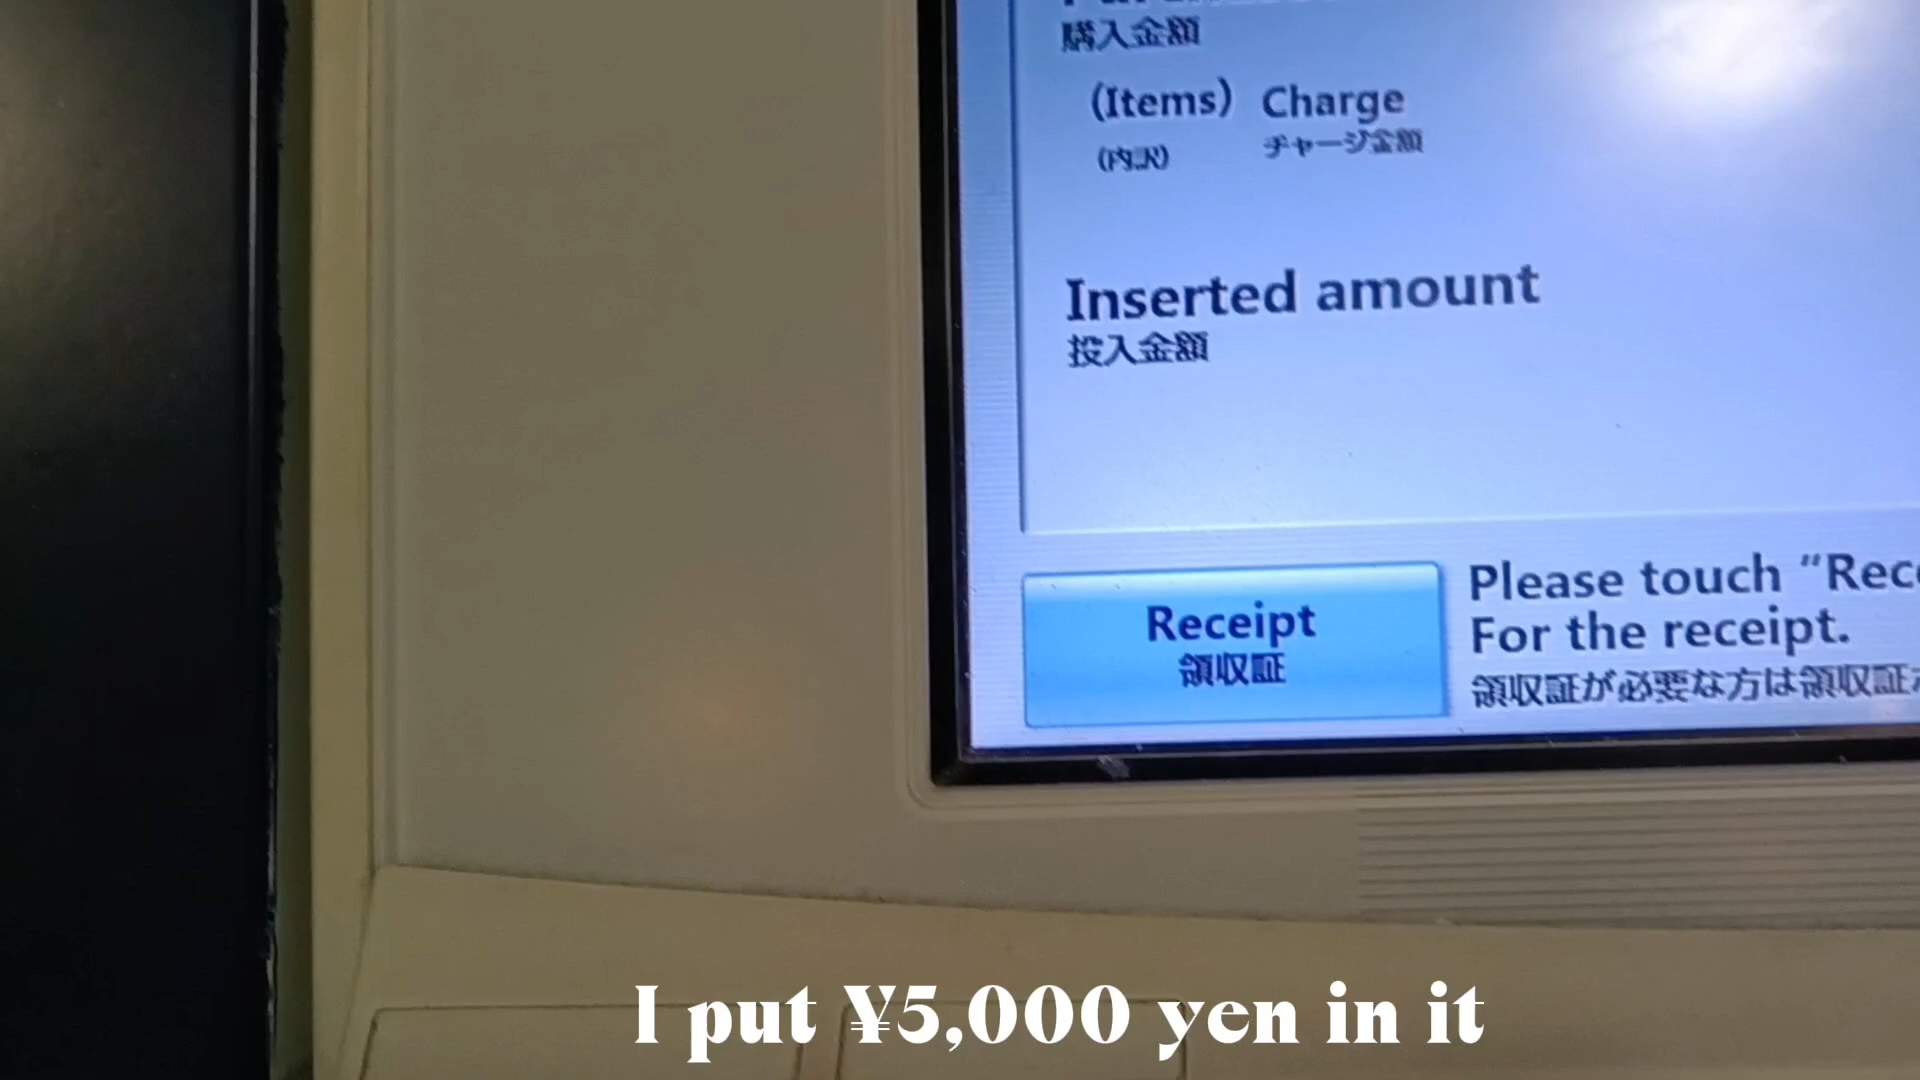 購入金額
(Items) Charge
(内訳) チャージ金額
Inserted amount
投入金額
Receipt
領収証
Please touch "Rec
For the receipt.
領収証が必要な方は領収証
I put ¥5,000 yen in it